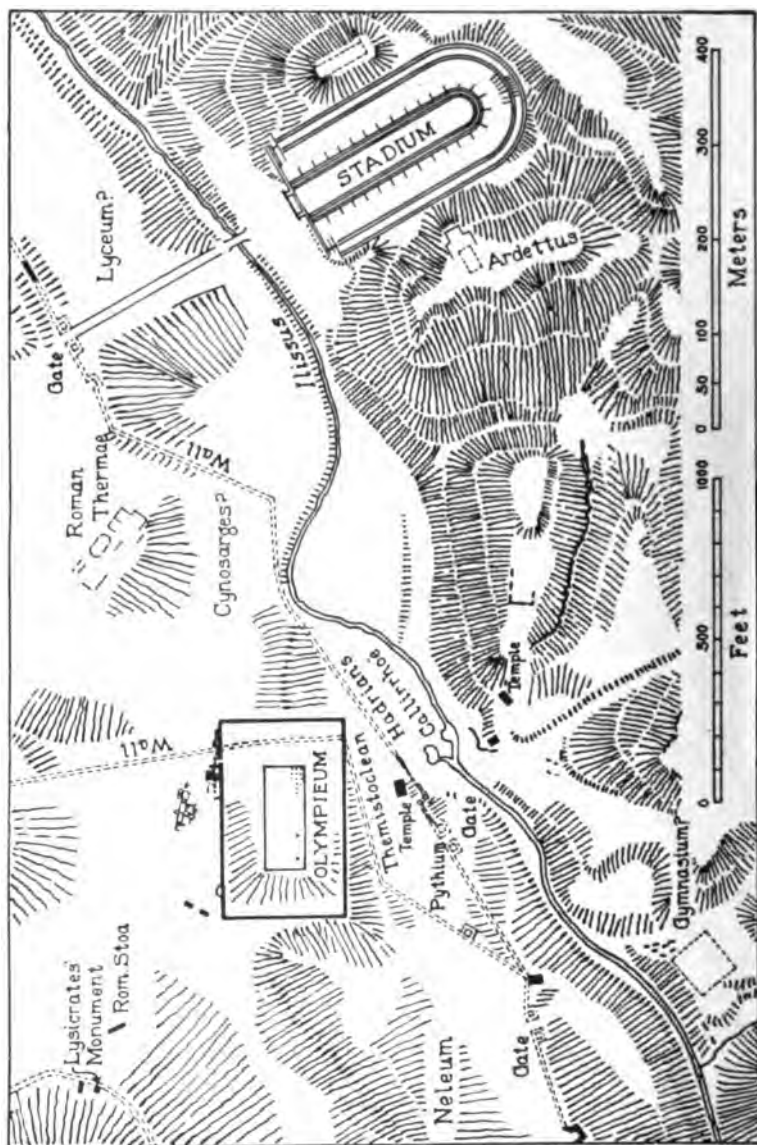 Lysicrates'
Monument
Rom. Stoa
Wall
Roman
Thermae
Gate
Lyceum?
Cynosarges?
Wall
OLYMPIEUM
Themistoclean
Hadrian's
Temple
Callirrhoe
Pythium
Gate
Neleum
Gate
Ilissus
STADIUM
Ardettus
Temple
Gymnasium?
0 500 1000
Feet
0 50 100 200 300 400
Meters